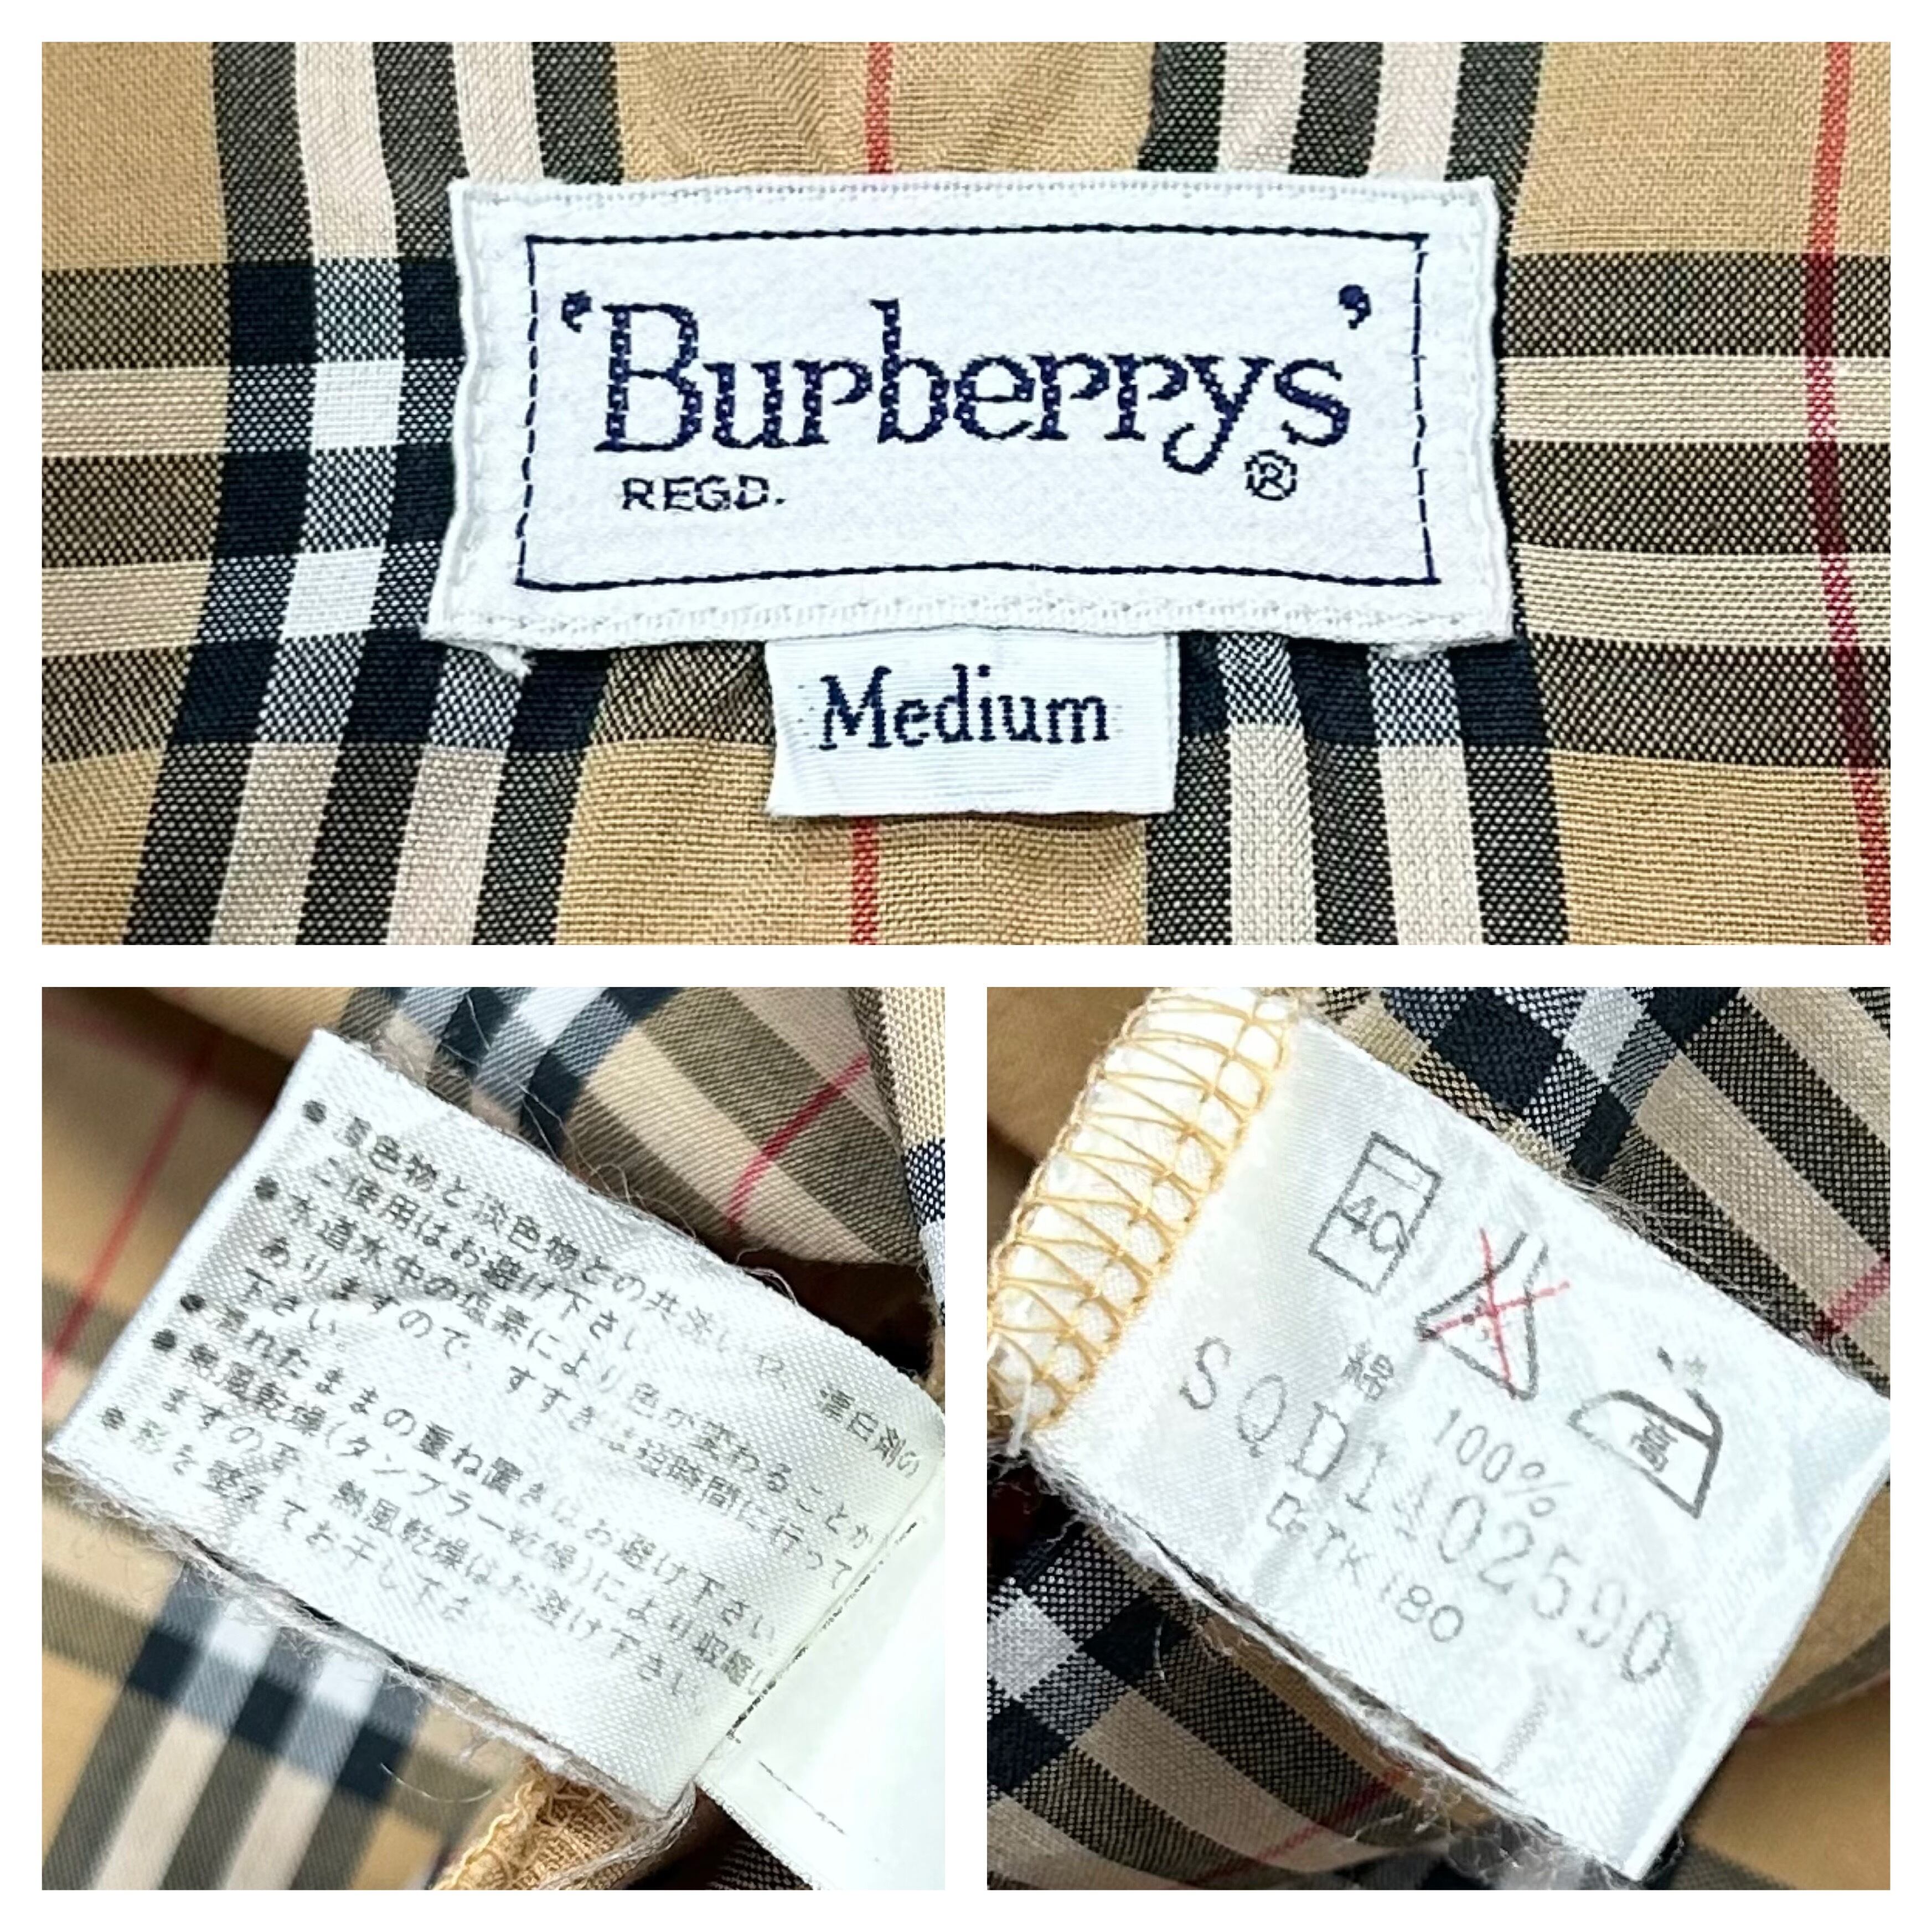 'Burberrys'
REGD. ®
Medium
● 濃色物と淡色物との共洗いや 漂白剤の
ご使用はお避け下さい
● 水道水中の塩素により色が変わることが
ありますので、すすぎは短時間に行って
下さい。
● 濡れたままの重ね置きはお避け下さい
● 熱風乾燥(タンブラー乾燥)により収縮し
ますの で、熱風乾燥はお避け下さい
● 形を整えてお干し下さい
40
高
綿 100%
SQD1402590
TK180